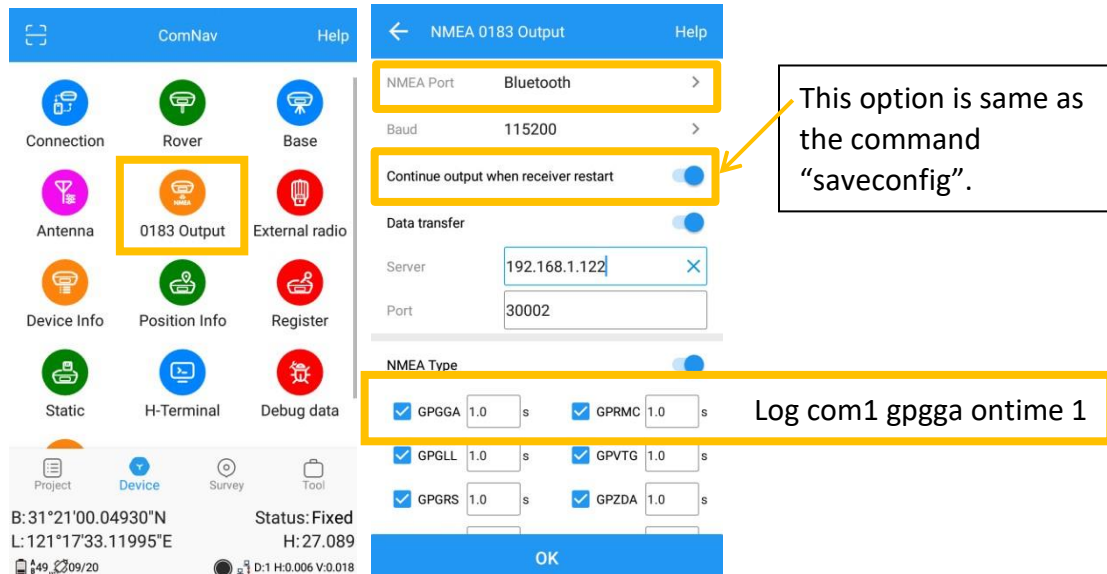 ComNav Help
Connection Rover Base
Antenna 0183 Output External radio
NMEA
Device Info Position Info Register
Static H-Terminal Debug data
Project Device Survey Tool
B:31°21'00.04930"N Status:Fixed
L:121°17'33.11995"E H:27.089
09/20 D:1 H:0.006 V:0.018
NMEA 0183 Output Help
NMEA Port Bluetooth >
Baud 115200 >
Continue output when receiver restart
Data transfer
Server 192.168.1.122
Port 30002
NMEA Type
GPGGA 1.0 s GPRMC 1.0 s
GPGLL 1.0 s GPVTG 1.0 s
GPGRS 1.0 s GPZDA 1.0 s
OK
This option is same as
the command
“saveconfig”.
Log com1 gpgga ontime 1